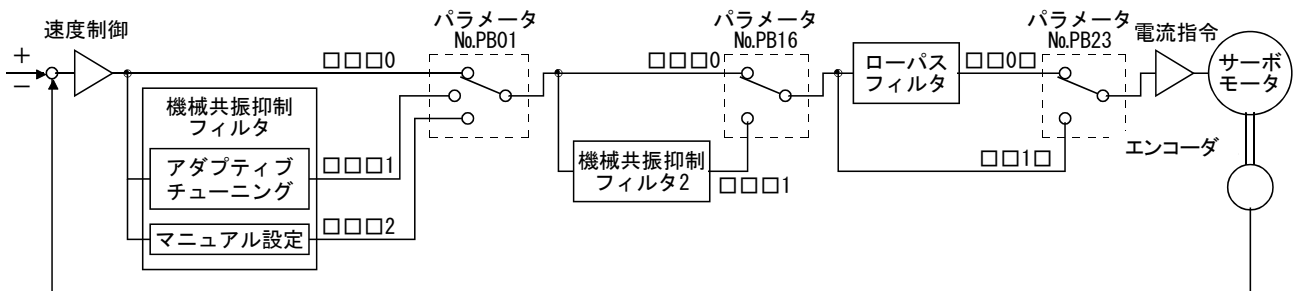 ＋
－
速度制御
□□□0
機械共振抑制
フィルタ
アダプティブ
チューニング
□□□1
マニュアル設定
□□□2
パラメータ
No.PB01
□□□0
機械共振抑制
フィルタ2
□□□1
パラメータ
No.PB16
ローパス
フィルタ
□□0□
□□1□
パラメータ
No.PB23
電流指令
サーボ
モータ
エンコーダ